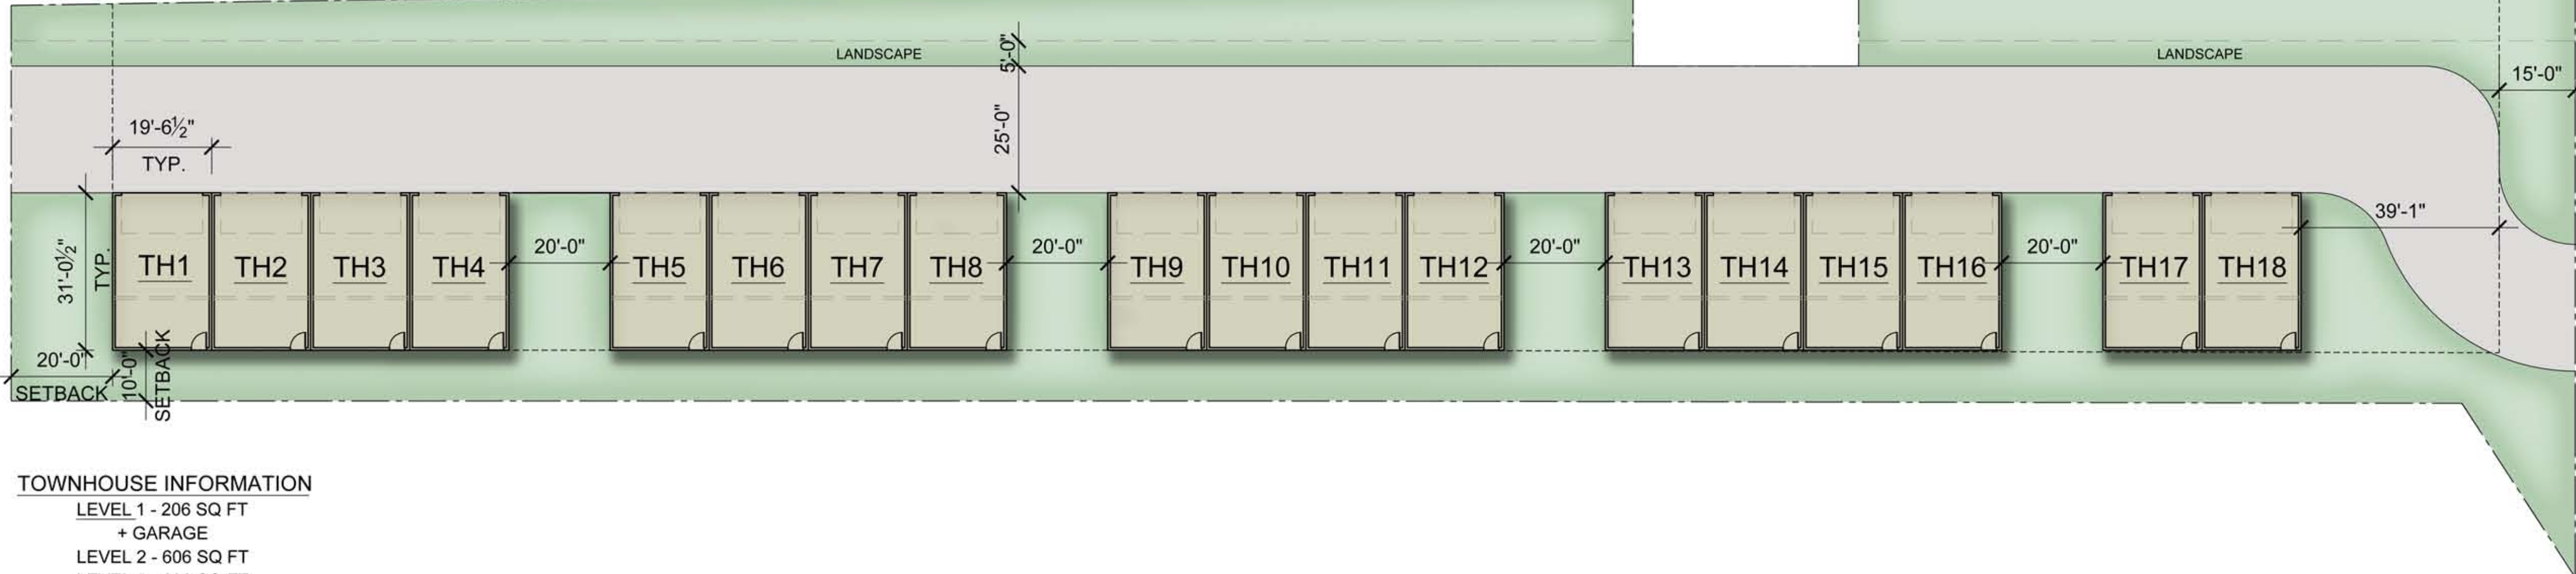 LANDSCAPE
5'-0"
LANDSCAPE
15'-0"
19'-6½"
TYP.
25'-0"
31'-0½"
TYP.
39'-1"
TH1
TH2
TH3
TH4
20'-0"
TH5
TH6
TH7
TH8
20'-0"
TH9
TH10
TH11
TH12
20'-0"
TH13
TH14
TH15
TH16
20'-0"
TH17
TH18
20'-0"
SETBACK
10'-0"
SETBACK
TOWNHOUSE INFORMATION
LEVEL 1 - 206 SQ FT
+ GARAGE
LEVEL 2 - 606 SQ FT